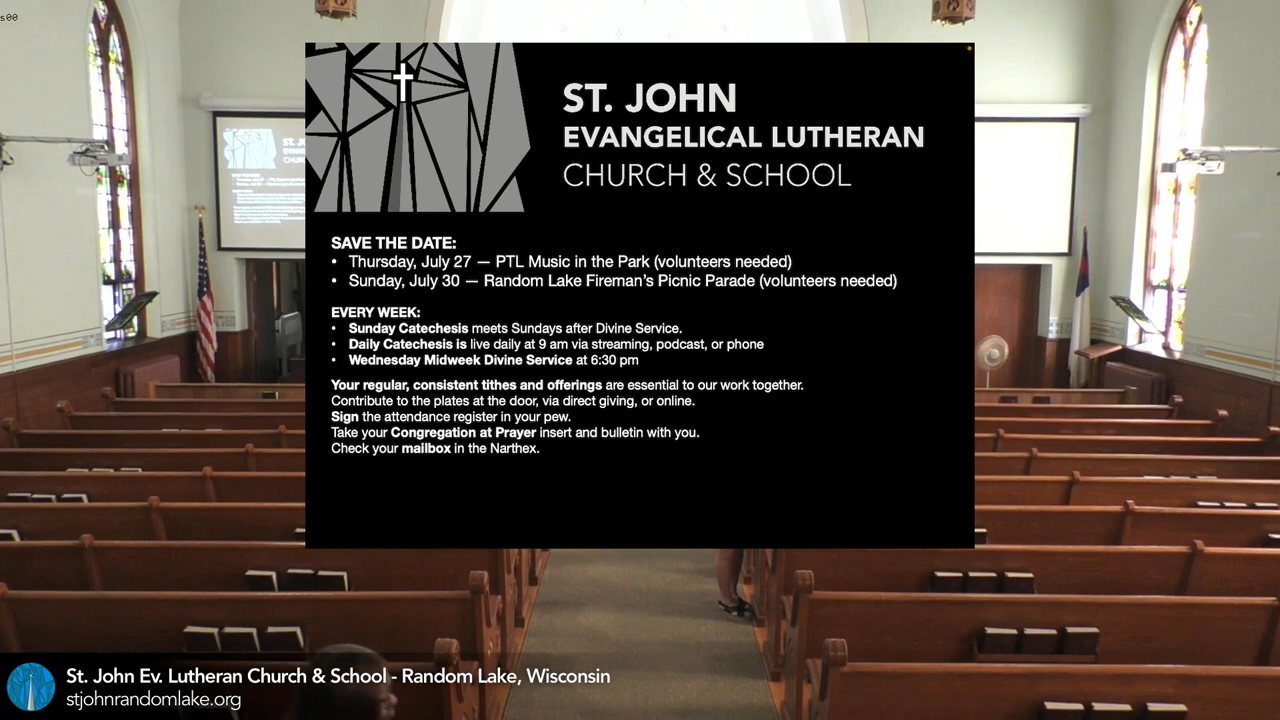 s00
ST. JOHN
EVANGELICAL LUTHERAN
CHURCH & SCHOOL
SAVE THE DATE:
• Thursday, July 27 — PTL Music in the Park (volunteers needed)
• Sunday, July 30 — Random Lake Fireman's Picnic Parade (volunteers needed)
EVERY WEEK:
• Sunday Catechesis meets Sundays after Divine Service.
• Daily Catechesis is live daily at 9 am via streaming, podcast, or phone
• Wednesday Midweek Divine Service at 6:30 pm
Your regular, consistent tithes and offerings are essential to our work together.
Contribute to the plates at the door, via direct giving, or online.
Sign the attendance register in your pew.
Take your Congregation at Prayer insert and bulletin with you.
Check your mailbox in the Narthex.
St. John Ev. Lutheran Church & School - Random Lake, Wisconsin
stjohnrandomlake.org